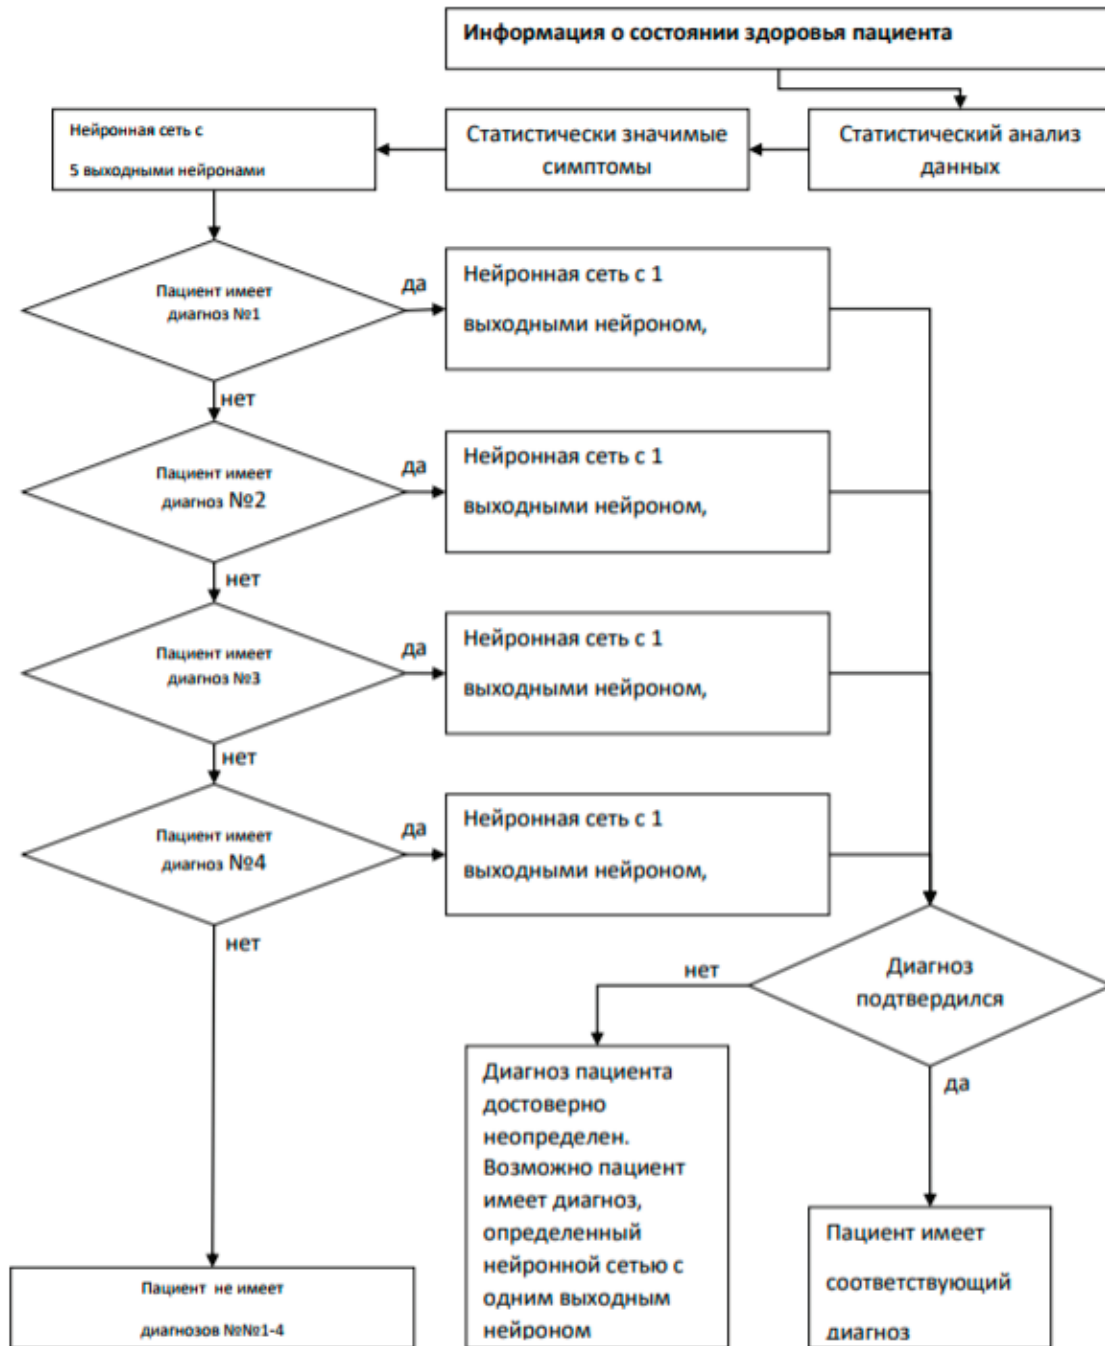 Информация о состоянии здоровья пациента
Нейронная сеть с
5 выходными нейронами
Статистически значимые
симптомы
Статистический анализ
данных
Пациент имеет
диагноз №1
да
Нейронная сеть с 1
выходными нейроном,
нет
Пациент имеет
диагноз №2
да
Нейронная сеть с 1
выходными нейроном,
нет
Пациент имеет
диагноз №3
да
Нейронная сеть с 1
выходными нейроном,
нет
Пациент имеет
диагноз №4
да
Нейронная сеть с 1
выходными нейроном,
нет
Диагноз
подтвердился
нет
да
Диагноз пациента
достоверно
неопределен.
Возможно пациент
имеет диагноз,
определенный
нейронной сетью с
одним выходным
нейроном
Пациент имеет
соответствующий
диагноз
Пациент не имеет
диагнозов №№1-4